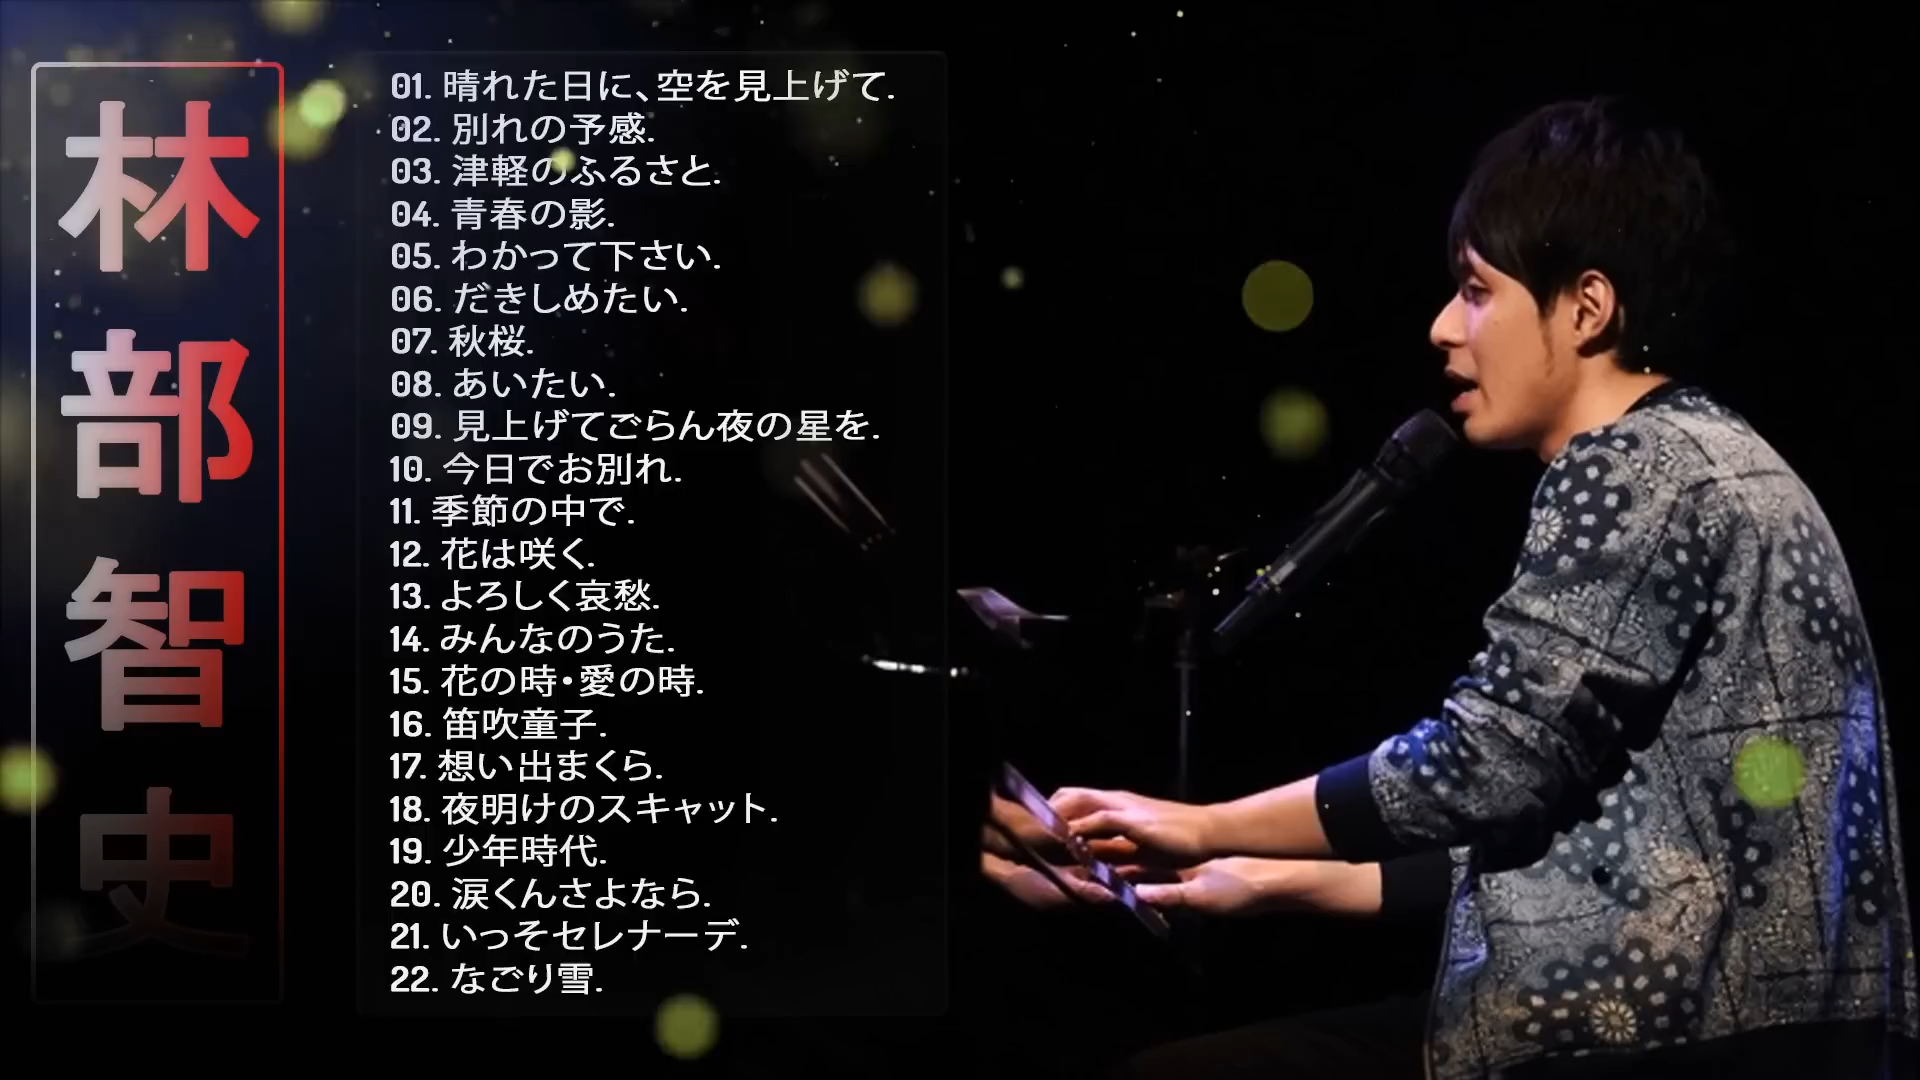 林部智史
01. 晴れた日に、空を見上げて.
02. 別れの予感.
03. 津軽のふるさと.
04. 青春の影.
05. わかって下さい.
06. だきしめたい.
07. 秋桜.
08. あいたい.
09. 見上げてごらん夜の星を.
10. 今日でお別れ.
11. 季節の中で.
12. 花は咲く.
13. よろしく哀愁.
14. みんなのうた.
15. 花の時・愛の時.
16. 笛吹童子.
17. 想い出まくら.
18. 夜明けのスキャット.
19. 少年時代.
20. 涙くんさよなら.
21. いっそセレナーデ.
22. なごり雪.